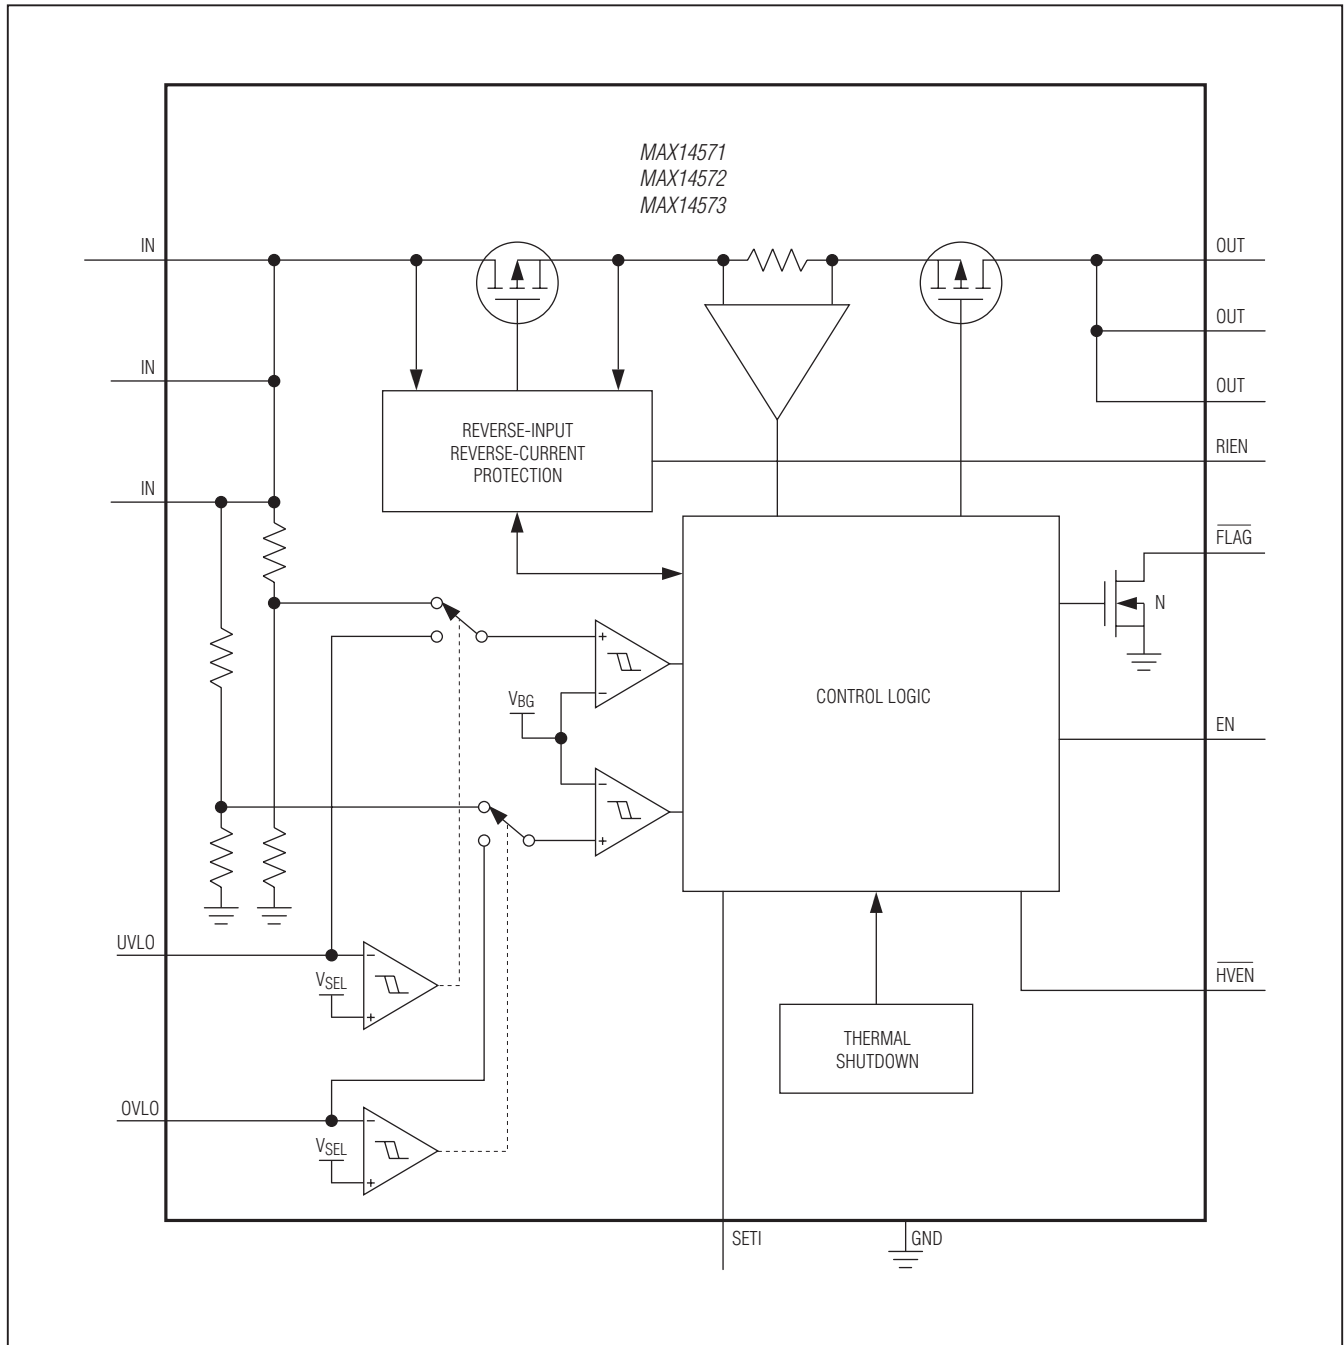 MAX14571
MAX14572
MAX14573
IN
OUT
OUT
IN
OUT
REVERSE-INPUT
REVERSE-CURRENT
PROTECTION
RIEN
IN
FLAG
N
VBG
+
−
CONTROL LOGIC
EN
−
+
UVLO
−
VSEL
+
HVEN
THERMAL
SHUTDOWN
OVLO
−
VSEL
+
SETI
GND